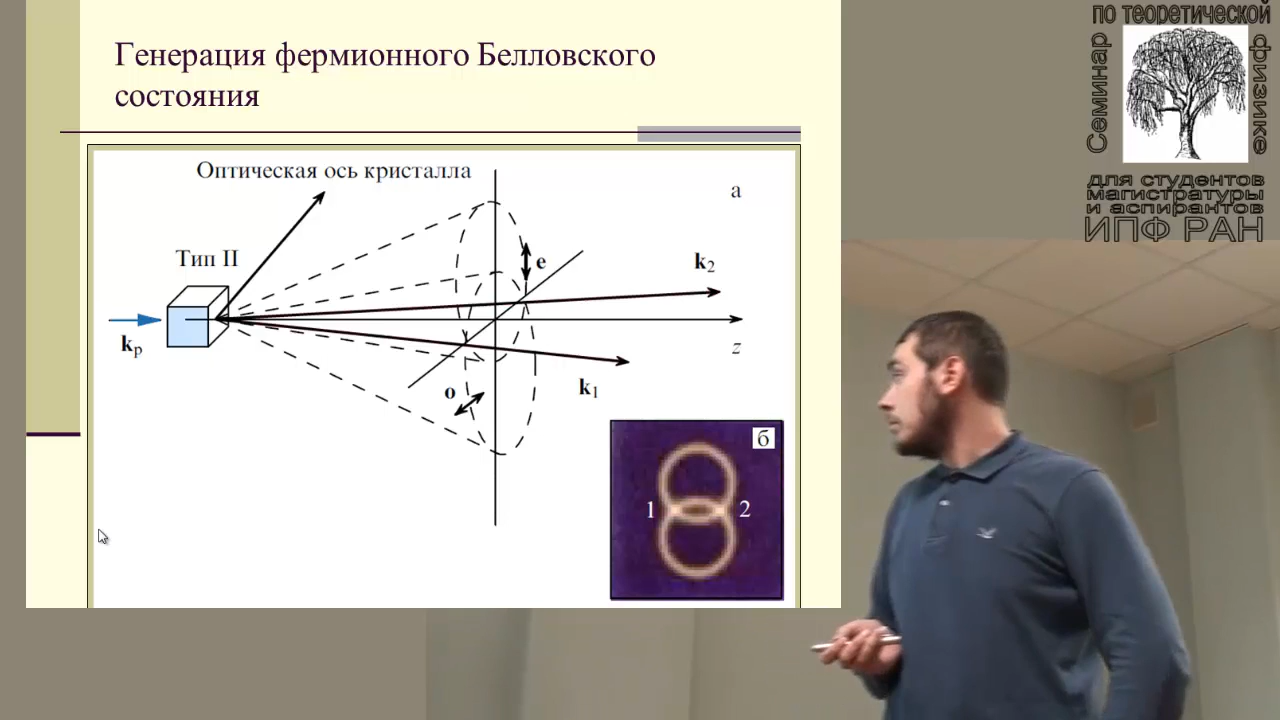 Генерация фермионного Белловского
состояния
Оптическая ось кристалла
а
Тип II
e
k2
kp
z
o
k1
б
1
2
по теоретической
Семинар
физике
для студентов
магистратуры
и аспирантов
ИПФ РАН